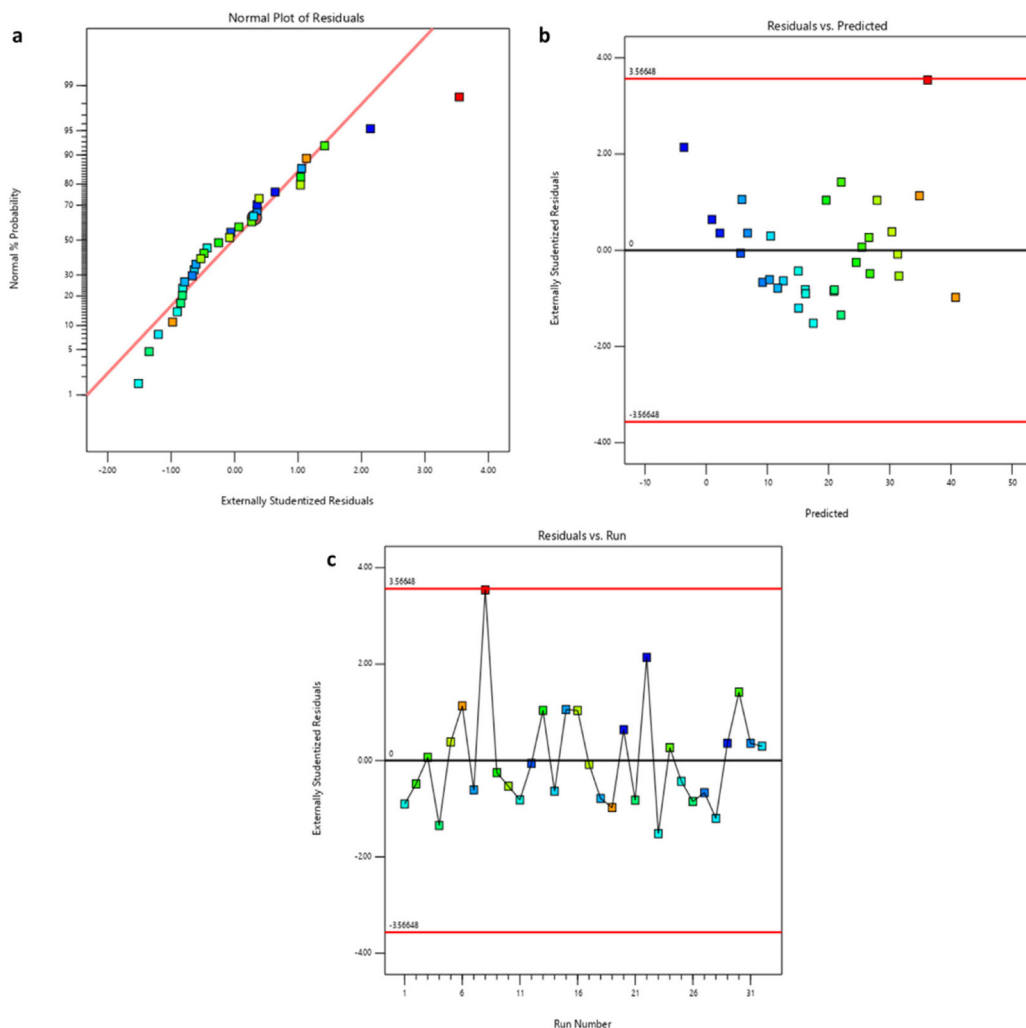 a
Normal Plot of Residuals
Normal % Probability
99
95
90
80
70
50
30
20
10
5
1
-2.00 -1.00 0.00 1.00 2.00 3.00 4.00
Externally Studentized Residuals
b
Residuals vs. Predicted
Externally Studentized Residuals
4.00
3.56648
2.00
0
0.00
-2.00
-3.56648
-4.00
-10 0 10 20 30 40 50
Predicted
c
Residuals vs. Run
Externally Studentized Residuals
4.00
3.56648
2.00
0
0.00
-2.00
-3.56648
-4.00
1 6 11 16 21 26 31
Run Number